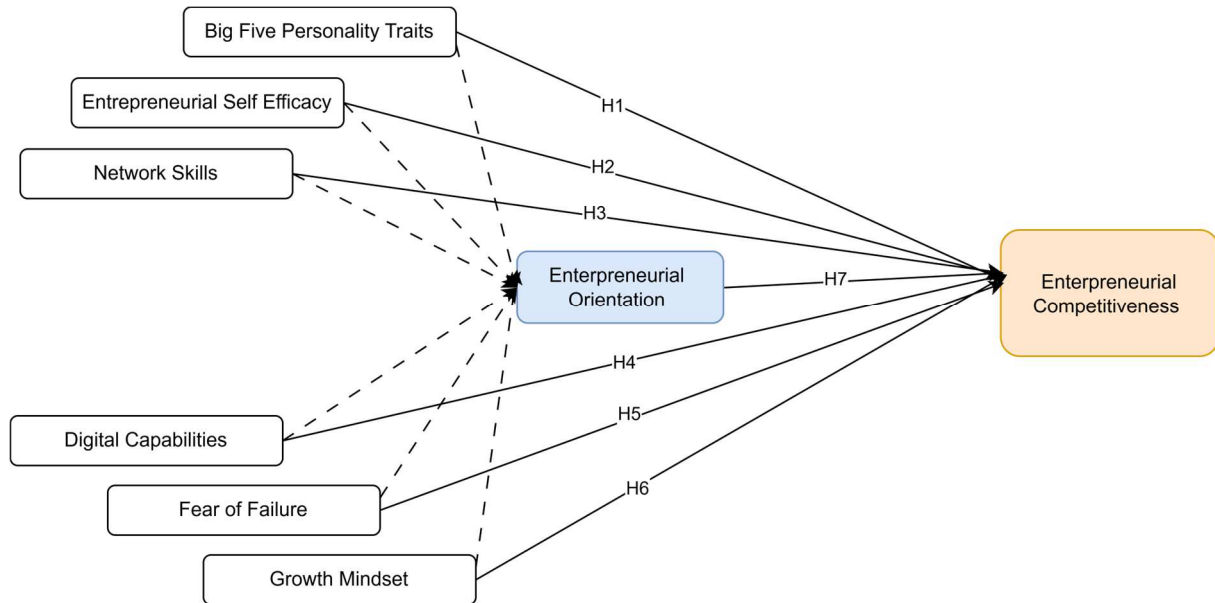 Big Five Personality Traits
H1
Entrepreneurial Self Efficacy
H2
Network Skills
H3
Enterpreneurial
Orientation
H7
Enterpreneurial
Competitiveness
H4
Digital Capabilities
H5
Fear of Failure
H6
Growth Mindset